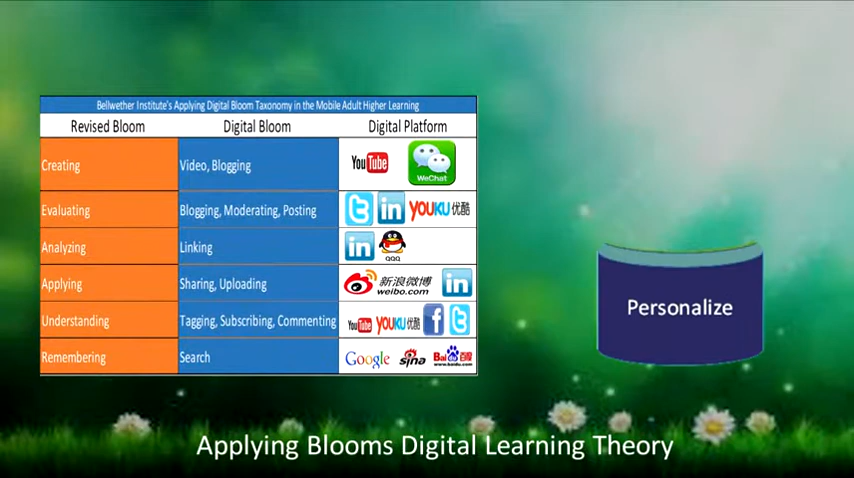 Bellwether Institute's Applying Digital Bloom Taxonomy in the Mobile Adult Higher Learning
Revised Bloom Digital Bloom Digital Platform
Creating Video, Blogging YouTube WeChat
Evaluating Blogging, Moderating, Posting in YOUKU优酷
Analyzing Linking in QQQ
Applying Sharing, Uploading 新浪微博 weibo.com in
Understanding Tagging, Subscribing, Commenting YouTube YOUKU优酷 f
Remembering Search Google sina Bai百度 www.baidu.com
Personalize
Applying Blooms Digital Learning Theory